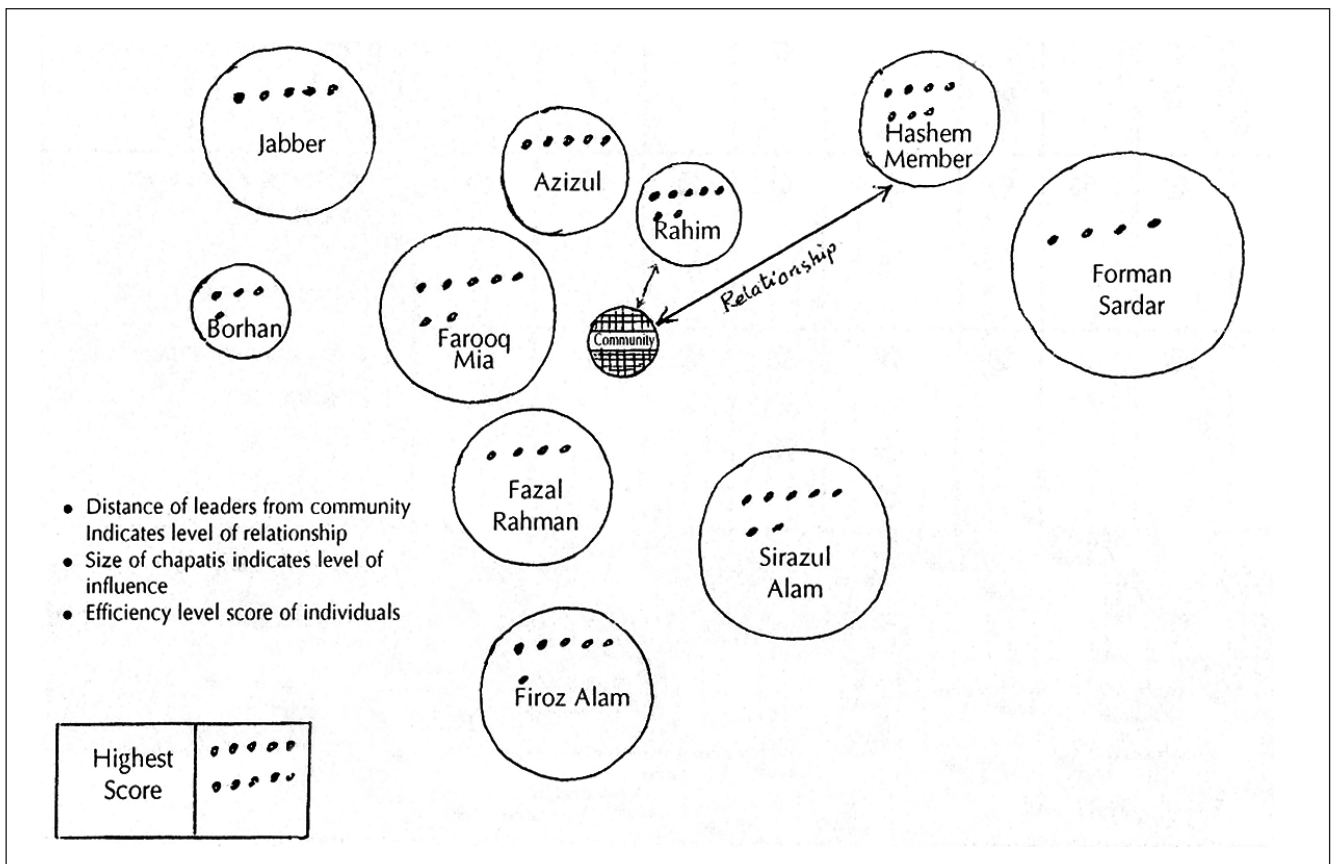 Jabber
Azizul
Hashem
Member
Rahim
Forman
Sardar
Relationship
Borhan
Farooq
Mia
Community
Fazal
Rahman
Sirazul
Alam
Firoz Alam
• Distance of leaders from community
Indicates level of relationship
• Size of chapatis indicates level of
influence
• Efficiency level score of individuals
Highest
Score